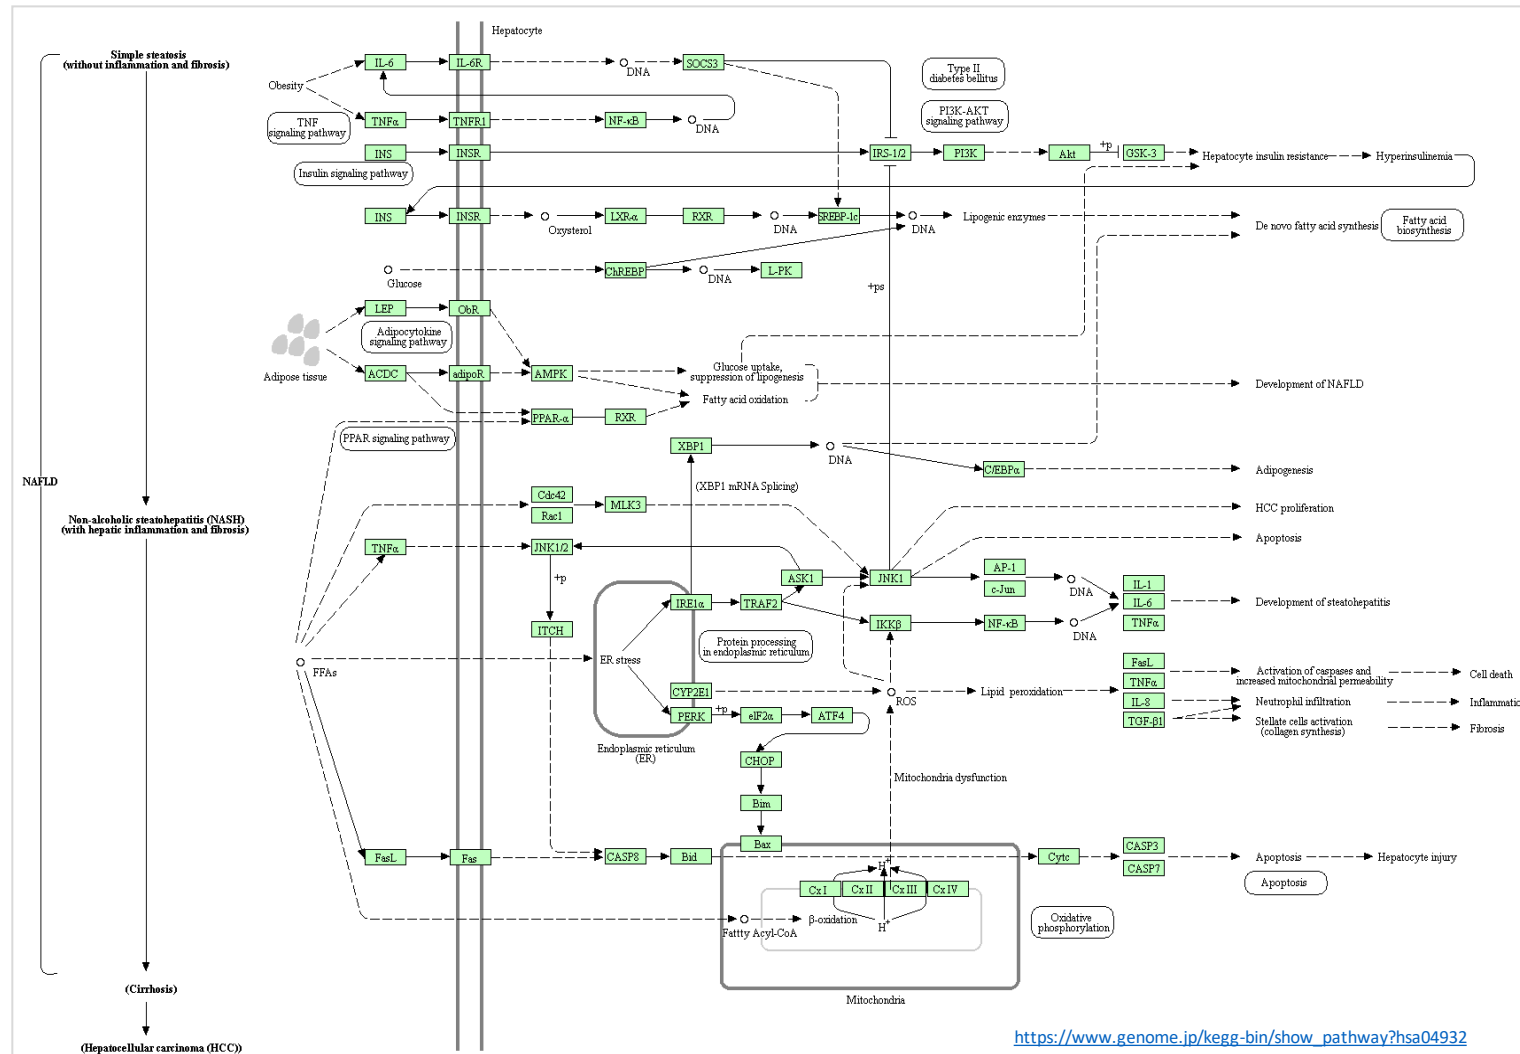 Hepatocyte
Simple steatosis
(without inflammation and fibrosis)
IL-6
IL-6R
DNA
SOCS3
Type II
diabetes bellitus
Obesity
TNF
signaling pathway
TNFα
TNFR1
NF-κB
DNA
PI3K-AKT
signaling pathway
INS
INSR
IRS-1/2
PI3K
Akt
+p
GSK-3
Hepatocyte insulin resistance
Hyperinsulinemia
Insulin signaling pathway
INS
INSR
Oxysterol
LXR-α
RXR
DNA
SREBP-1c
DNA
Lipogenic enzymes
De novo fatty acid synthesis
Fatty acid
biosynthesis
Glucose
ChREBP
DNA
L-PK
+ps
LEP
ObR
Adipocytokine
signaling pathway
Adipose tissue
ACDC
adipoR
AMPK
Glucose uptake,
suppression of lipogenesis
Fatty acid oxidation
Development of NAFLD
PPAR-α
RXR
PPAR signaling pathway
XBP1
DNA
C/EBPα
Adipogenesis
(XBP1 mRNA Splicing)
NAFLD
Non-alcoholic steatohepatitis (NASH)
(with hepatic inflammation and fibrosis)
Cdc42
Rac1
MLK3
HCC proliferation
TNFα
JNK1/2
Apoptosis
+p
ASK1
JNK1
AP-1
c-Jun
DNA
IL-1
IL-6
TNFα
Development of steatohepatitis
IRE1α
TRAF2
IKKβ
NF-κB
DNA
ITCH
Protein processing
in endoplasmic reticulum
FFAs
ER stress
CYP2E1
ROS
Lipid peroxidation
FasL
TNFα
IL-8
TGF-β1
Activation of caspases and
increased mitochondrial permeability
Cell death
Neutrophil infiltration
Inflammatio
Stellate cells activation
(collagen synthesis)
Fibrosis
PERK
+p
eIF2α
ATF4
Endoplasmic reticulum
(ER)
CHOP
Mitochondria dysfunction
Bim
Bax
FasL
Fas
CASP8
Bid
Cytc
CASP3
CASP7
Apoptosis
Hepatocyte injury
Apoptosis
H+
Cx I
Cx II
Cx III
Cx IV
Fattty Acyl-CoA
β-oxidation
H+
Oxidative
phosphorylation
Mitochondria
(Cirrhosis)
(Hepatocellular carcinoma (HCC))
https://www.genome.jp/kegg-bin/show_pathway?hsa04932